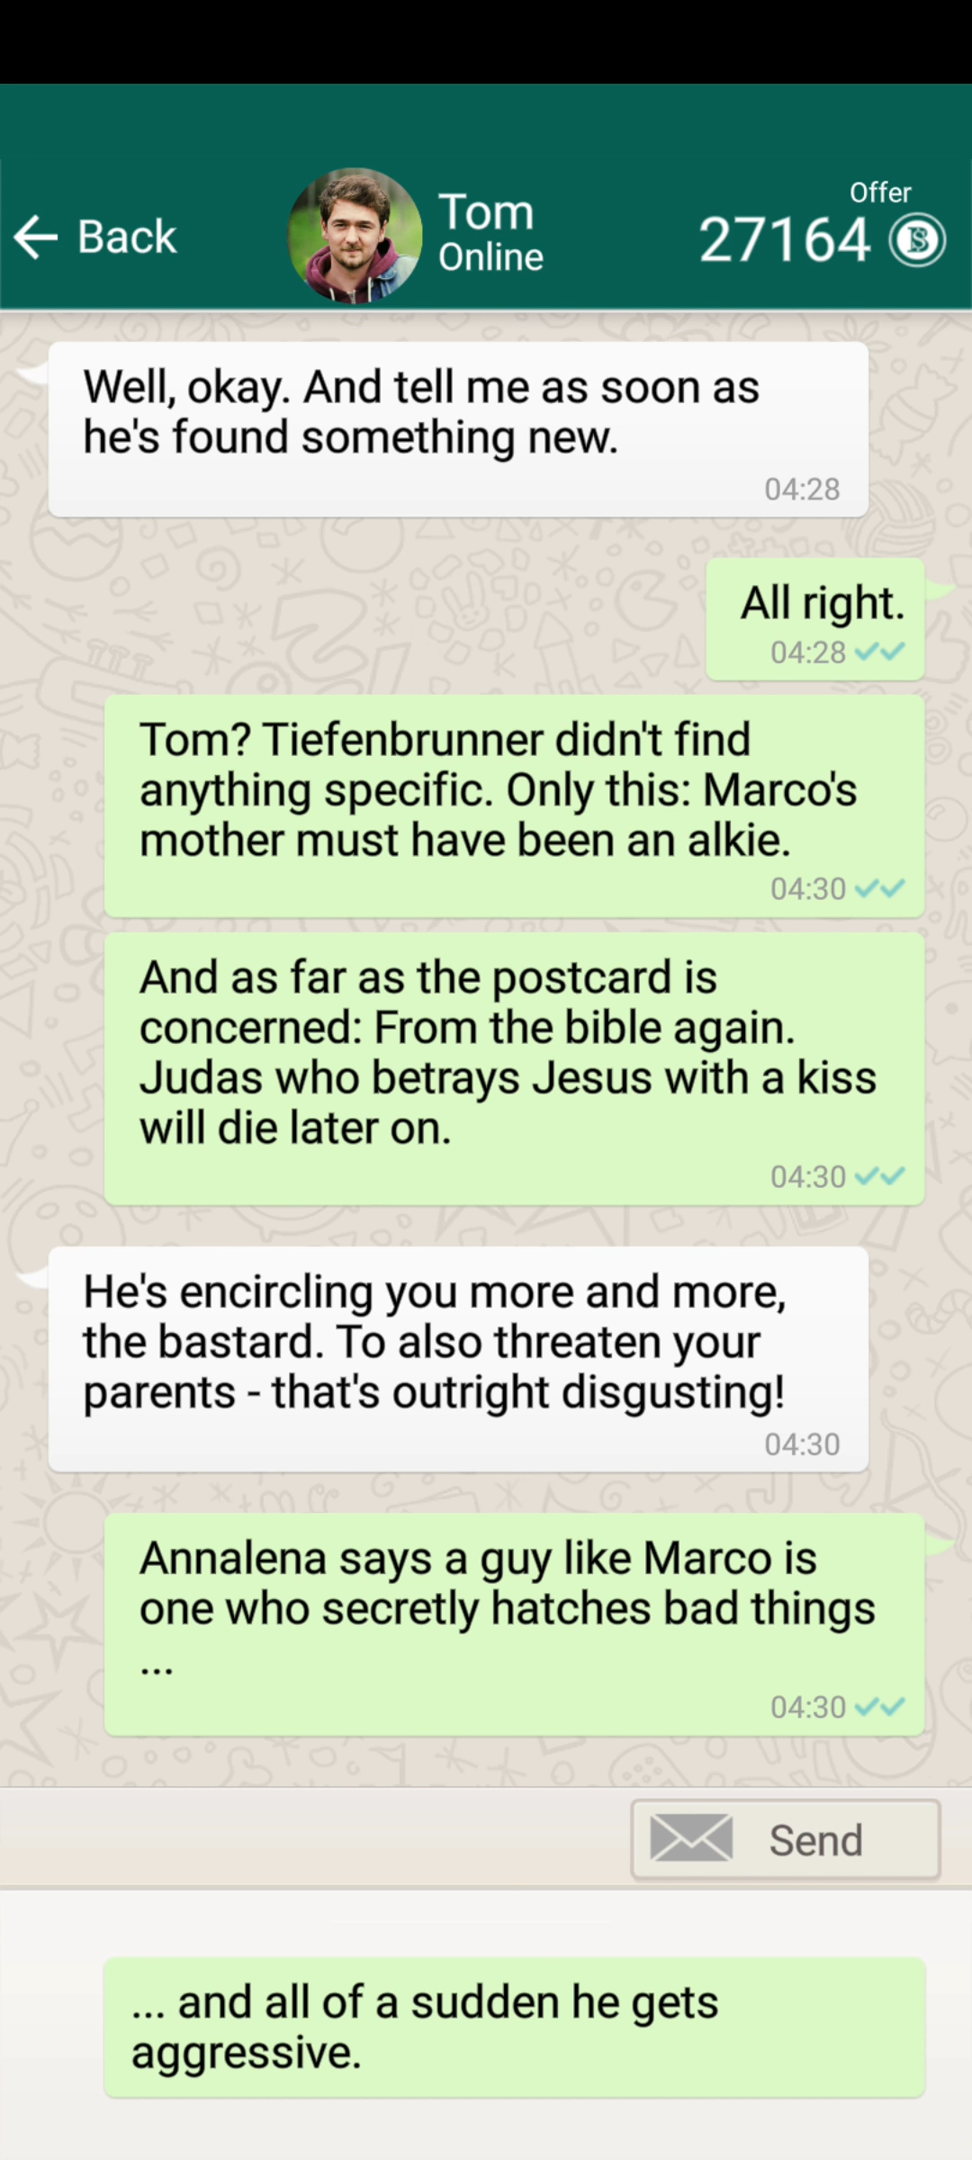 Offer
Back
Tom
Online
27164
Well, okay. And tell me as soon as
he's found something new.
04:28
All right.
04:28
Tom? Tiefenbrunner didn't find
anything specific. Only this: Marco's
mother must have been an alkie.
04:30
And as far as the postcard is
concerned: From the bible again.
Judas who betrays Jesus with a kiss
will die later on.
04:30
He's encircling you more and more,
the bastard. To also threaten your
parents - that's outright disgusting!
04:30
Annalena says a guy like Marco is
one who secretly hatches bad things
...
04:30
Send
... and all of a sudden he gets
aggressive.